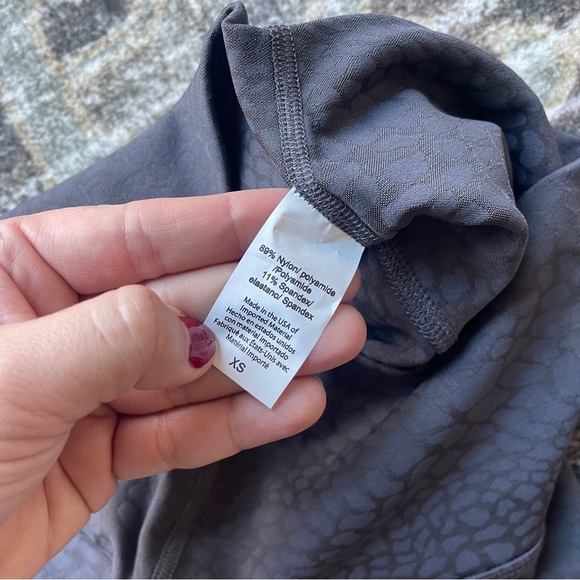 89% Nylon/ polyamide
/Polyamide
11% Spandex/
elastano/ Spandex
Made in the USA of
Imported Material
Hecho en estados unidos
con material importado
Fabriqué aux États-Unis avec
Matérial Importé
XS